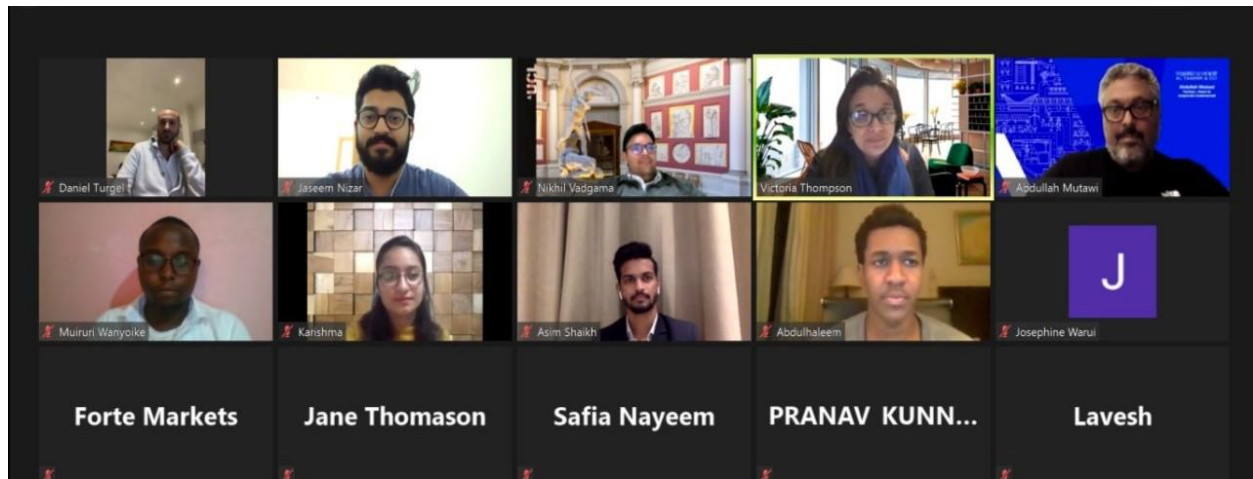 Daniel Turgel
Jaseem Nizar
UCL
Nikhil Vadgama
Victoria Thompson
Abdullah Mutawi
Muiruri Wanyoike
Karishma
Asim Shaikh
Abdulhaleem
J
Josephine Warui
Forte Markets
Jane Thomason
Safia Nayeem
PRANAV KUNN...
Lavesh